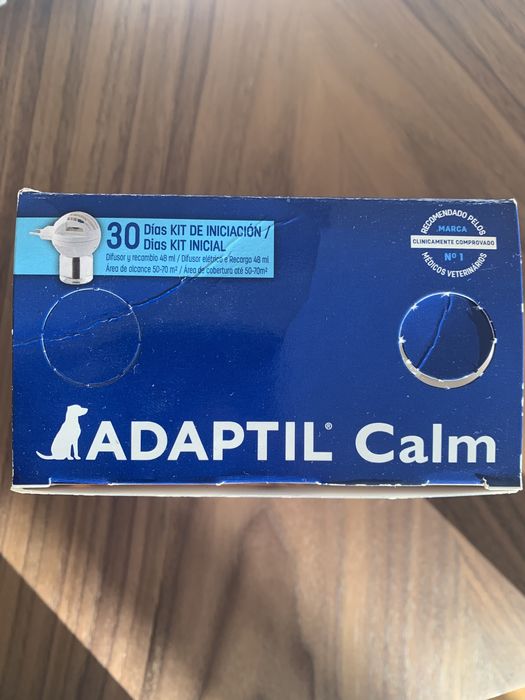 30 Días KIT DE INICIACIÓN /
Dias KIT INICIAL
Difusor y recambio 48 ml / Difusor elétrico e Recarga 48 ml
Área de alcance 50-70 m² / Área de cobertura até 50-70m²
RECOMENDADO PELOS
MARCA
CLINICAMENTE COMPROVADO
Nº 1
MÉDICOS VETERINÁRIOS
ADAPTIL® Calm